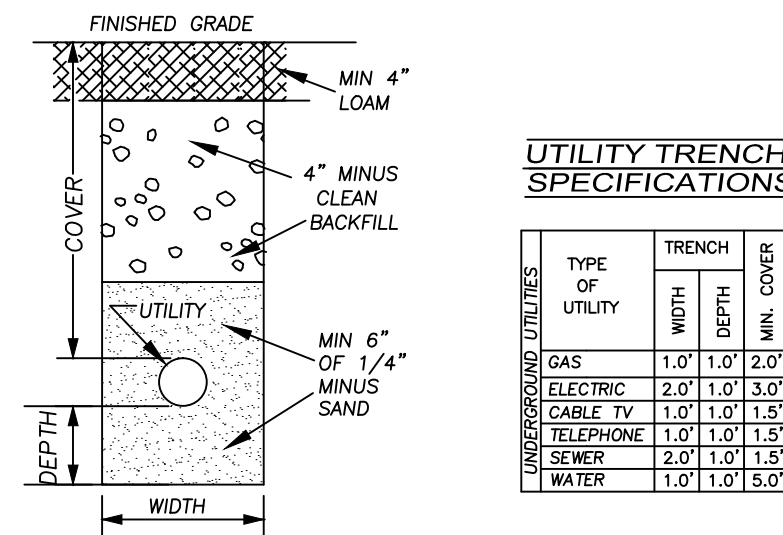 FINISHED GRADE
MIN 4"
LOAM
4" MINUS
CLEAN
BACKFILL
COVER
UTILITY
MIN 6"
OF 1/4"
MINUS
SAND
DEPTH
WIDTH
UTILITY TRENCH
SPECIFICATIONS
UNDERGROUND UTILITIES
TYPE
OF
UTILITY
TRENCH
WIDTH
DEPTH
MIN. COVER
GAS 1.0' 1.0' 2.0'
ELECTRIC 2.0' 1.0' 3.0'
CABLE TV 1.0' 1.0' 1.5'
TELEPHONE 1.0' 1.0' 1.5'
SEWER 2.0' 1.0' 1.5'
WATER 1.0' 1.0' 5.0'